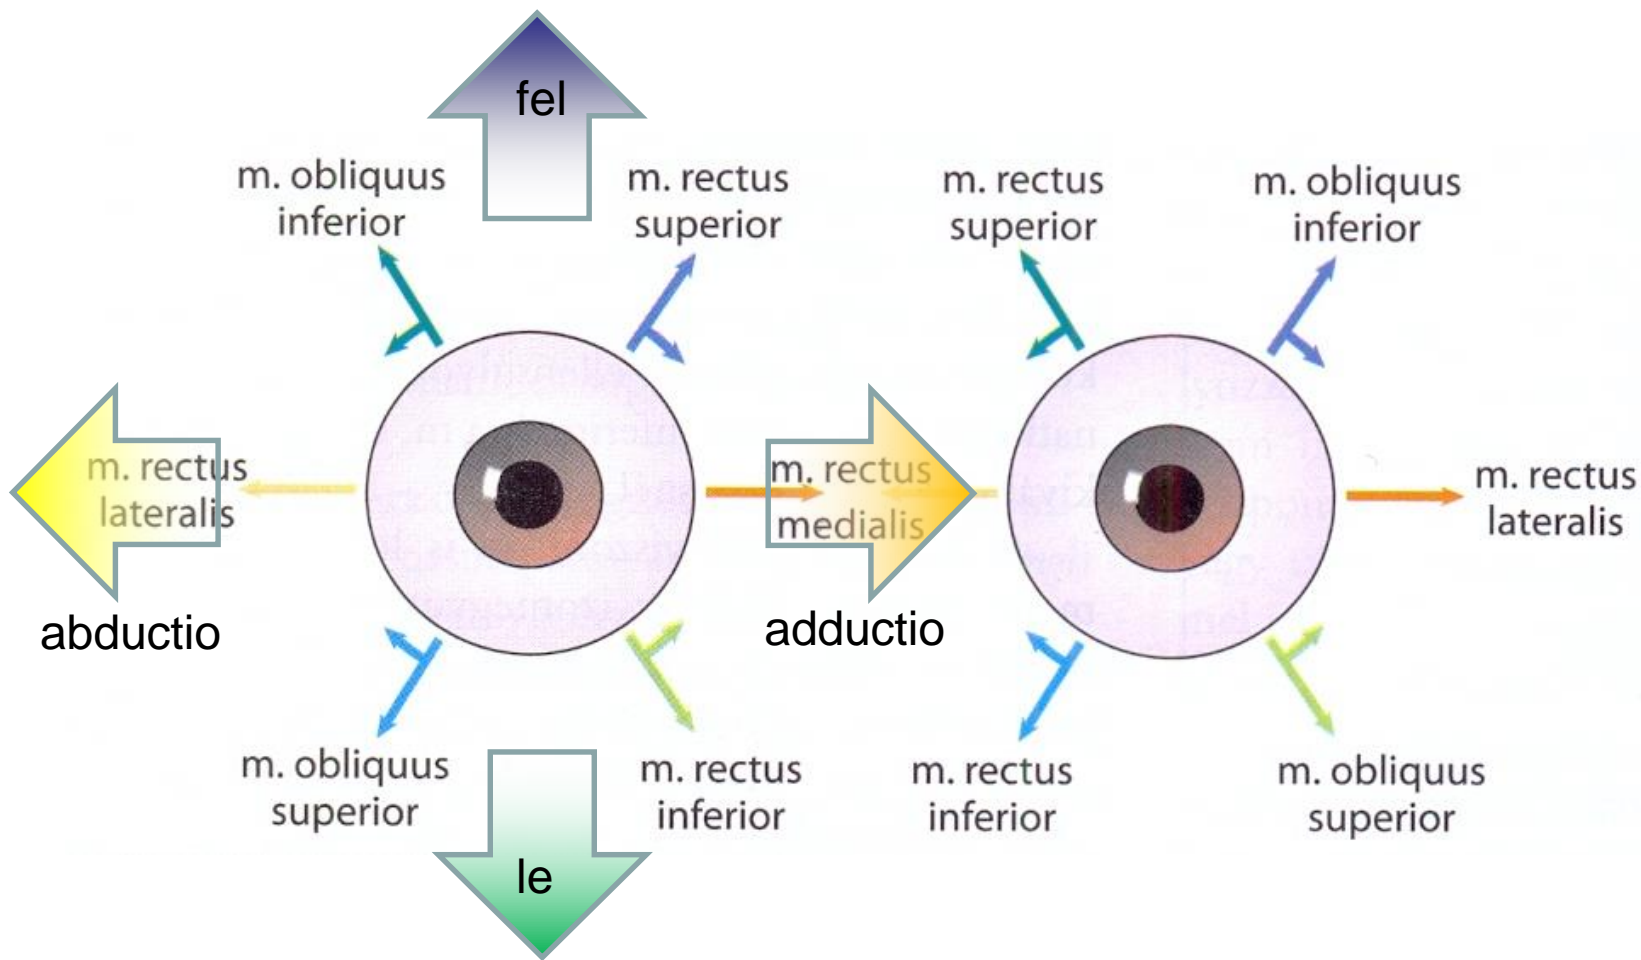 fel
m. obliquus
inferior
m. rectus
superior
m. rectus
superior
m. obliquus
inferior
m. rectus
lateralis
m. rectus
medialis
m. rectus
lateralis
abductio
adductio
m. obliquus
superior
m. rectus
inferior
m. rectus
inferior
m. obliquus
superior
le